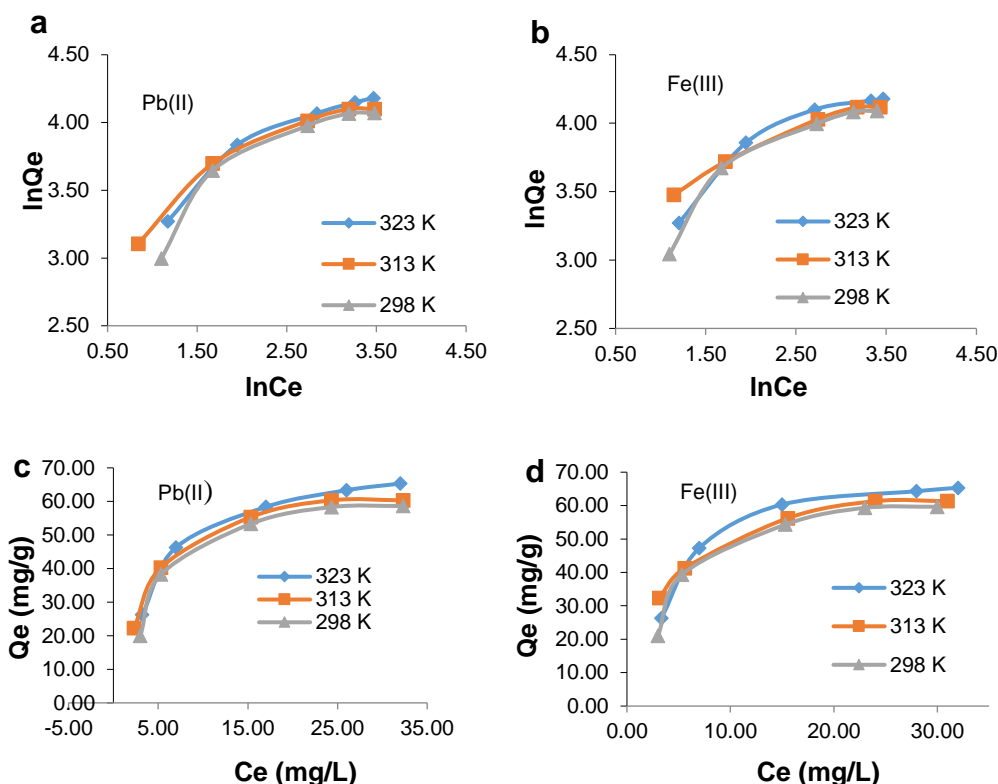 a
4.50
4.00
3.50
3.00
2.50
0.50 1.50 2.50 3.50 4.50
lnQe
lnCe
Pb(II)
323 K
313 K
298 K
b
4.50
4.00
3.50
3.00
2.50
0.50 1.50 2.50 3.50 4.50
lnQe
lnCe
Fe(III)
323 K
313 K
298 K
c
70.00
60.00
50.00
40.00
30.00
20.00
10.00
0.00
-5.00 5.00 15.00 25.00 35.00
Qe (mg/g)
Ce (mg/L)
Pb(II)
323 K
313 K
298 K
d
70.00
60.00
50.00
40.00
30.00
20.00
10.00
0.00
0.00 10.00 20.00 30.00
Qe (mg/g)
Ce (mg/L)
Fe(III)
323 K
313 K
298 K